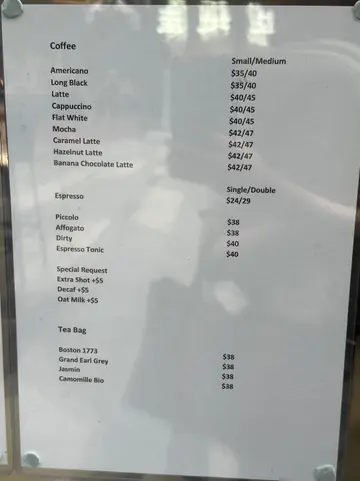 Coffee
Small/Medium
Americano $35/40
Long Black $35/40
Latte $40/45
Cappuccino $40/45
Flat White $40/45
Mocha $42/47
Caramel Latte $42/47
Hazelnut Latte $42/47
Banana Chocolate Latte $42/47
Single/Double
Espresso $24/29
Piccolo $38
Affogato $38
Dirty $40
Espresso Tonic $40
Special Request
Extra Shot +$5
Decaf +$5
Oat Milk +$5
Tea Bag
Boston 1773 $38
Grand Earl Grey $38
Jasmin $38
Camomille Bio $38